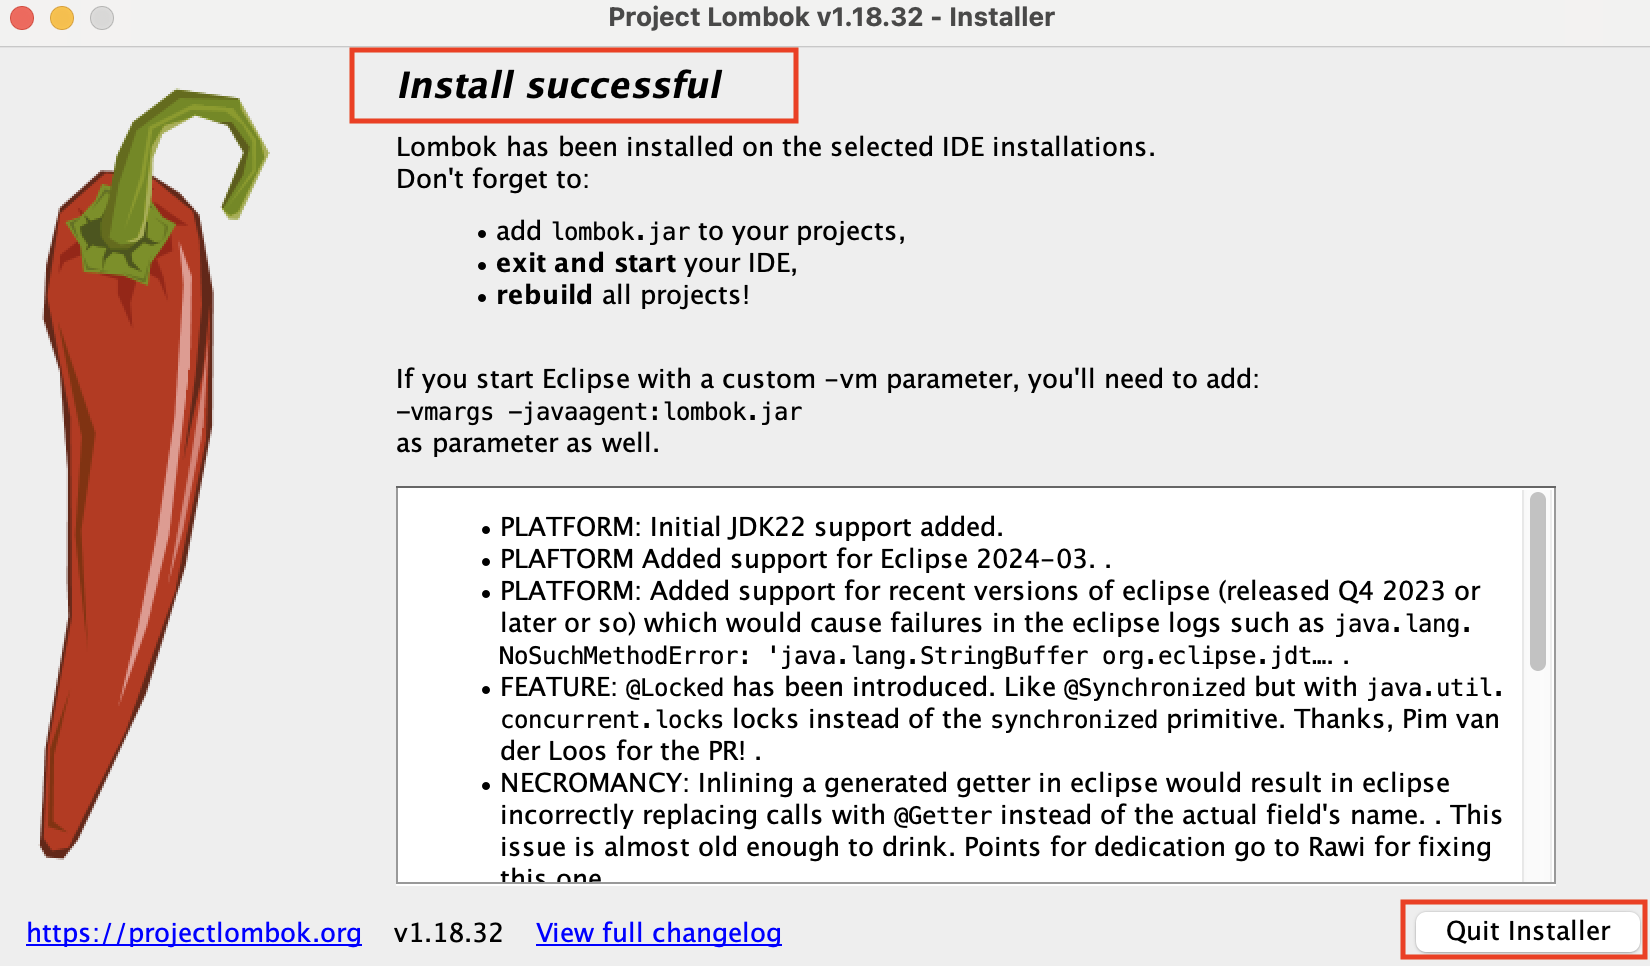 Project Lombok v1.18.32 - Installer
Install successful
Lombok has been installed on the selected IDE installations.
Don't forget to:
• add lombok.jar to your projects,
• exit and start your IDE,
• rebuild all projects!
If you start Eclipse with a custom -vm parameter, you'll need to add:
-vmargs -javaagent:lombok.jar
as parameter as well.
• PLATFORM: Initial JDK22 support added.
• PLAFTORM Added support for Eclipse 2024-03. .
• PLATFORM: Added support for recent versions of eclipse (released Q4 2023 or
later or so) which would cause failures in the eclipse logs such as java.lang.
NoSuchMethodError: 'java.lang.StringBuffer org.eclipse.jdt…. .
• FEATURE: @Locked has been introduced. Like @Synchronized but with java.util.
concurrent.locks locks instead of the synchronized primitive. Thanks, Pim van
der Loos for the PR! .
• NECROMANCY: Inlining a generated getter in eclipse would result in eclipse
incorrectly replacing calls with @Getter instead of the actual field's name. . This
issue is almost old enough to drink. Points for dedication go to Rawi for fixing
this one
https://projectlombok.org v1.18.32 View full changelog
Quit Installer